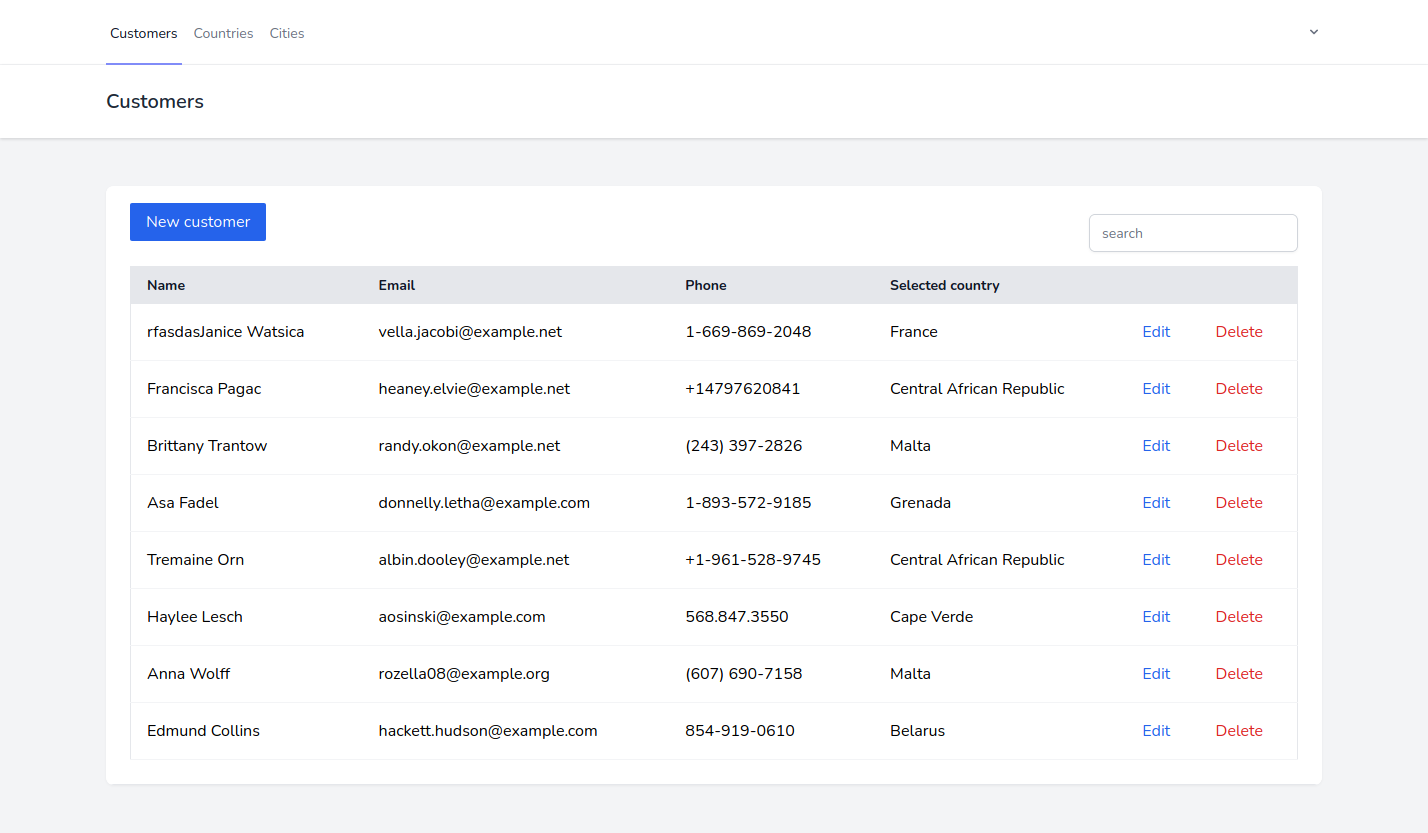 Customers Countries Cities
Customers
New customer
search
Name Email Phone Selected country
rfasdasJanice Watsica vella.jacobi@example.net 1-669-869-2048 France Edit Delete
Francisca Pagac heaney.elvie@example.net +14797620841 Central African Republic Edit Delete
Brittany Trantow randy.okon@example.net (243) 397-2826 Malta Edit Delete
Asa Fadel donnelly.letha@example.com 1-893-572-9185 Grenada Edit Delete
Tremaine Orn albin.dooley@example.net +1-961-528-9745 Central African Republic Edit Delete
Haylee Lesch aosinski@example.com 568.847.3550 Cape Verde Edit Delete
Anna Wolff rozella08@example.org (607) 690-7158 Malta Edit Delete
Edmund Collins hackett.hudson@example.com 854-919-0610 Belarus Edit Delete